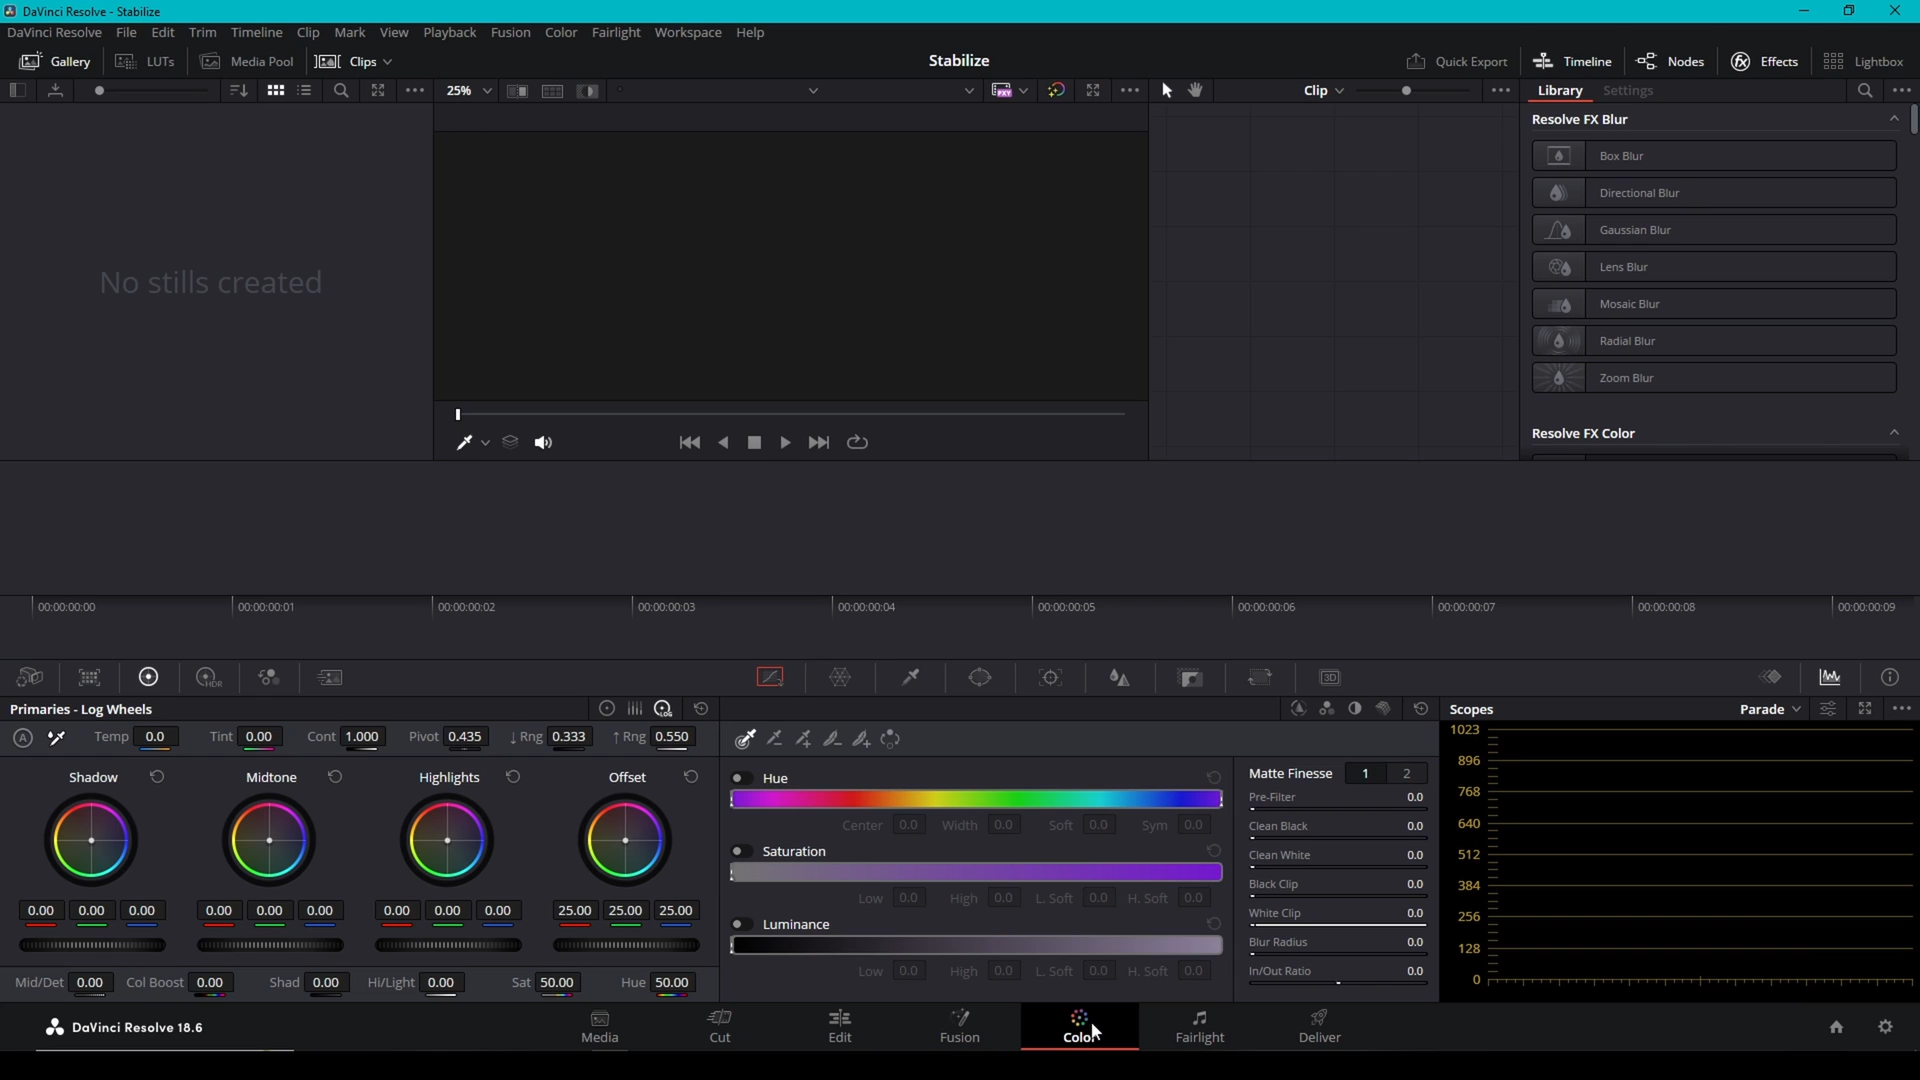 DaVinci Resolve - Stabilize
DaVinci Resolve File Edit Trim Timeline Clip Mark View Playback Fusion Color Fairlight Workspace Help
Gallery LUTs Media Pool Clips Stabilize Quick Export Timeline Nodes Effects Lightbox
25% Clip Library Settings
Resolve FX Blur
Box Blur
Directional Blur
Gaussian Blur
Lens Blur
No stills created
Mosaic Blur
Radial Blur
Zoom Blur
Resolve FX Color
00:00:00:00 00:00:00:01 00:00:00:02 00:00:00:03 00:00:00:04 00:00:00:05 00:00:00:06 00:00:00:07 00:00:00:08 00:00:00:09
HDR 3D
Primaries - Log Wheels LOG Scopes Parade
A Temp 0.0 Tint 0.00 Cont 1.000 Pivot 0.435 ↓ Rng 0.333 ↑ Rng 0.550
Shadow Midtone Highlights Offset
0.00 0.00 0.00 0.00 0.00 0.00 0.00 0.00 0.00 25.00 25.00 25.00
Mid/Det 0.00 Col Boost 0.00 Shad 0.00 Hi/Light 0.00 Sat 50.00 Hue 50.00
Hue
Center 0.0 Width 0.0 Soft 0.0 Sym 0.0
Saturation
Low 0.0 High 0.0 L. Soft 0.0 H. Soft 0.0
Luminance
Low 0.0 High 0.0 L. Soft 0.0 H. Soft 0.0
Matte Finesse 1 2
Pre-Filter 0.0
Clean Black 0.0
Clean White 0.0
Black Clip 0.0
White Clip 0.0
Blur Radius 0.0
In/Out Ratio 0.0
1023
896
768
640
512
384
256
128
0
DaVinci Resolve 18.6 Media Cut Edit Fusion Color Fairlight Deliver